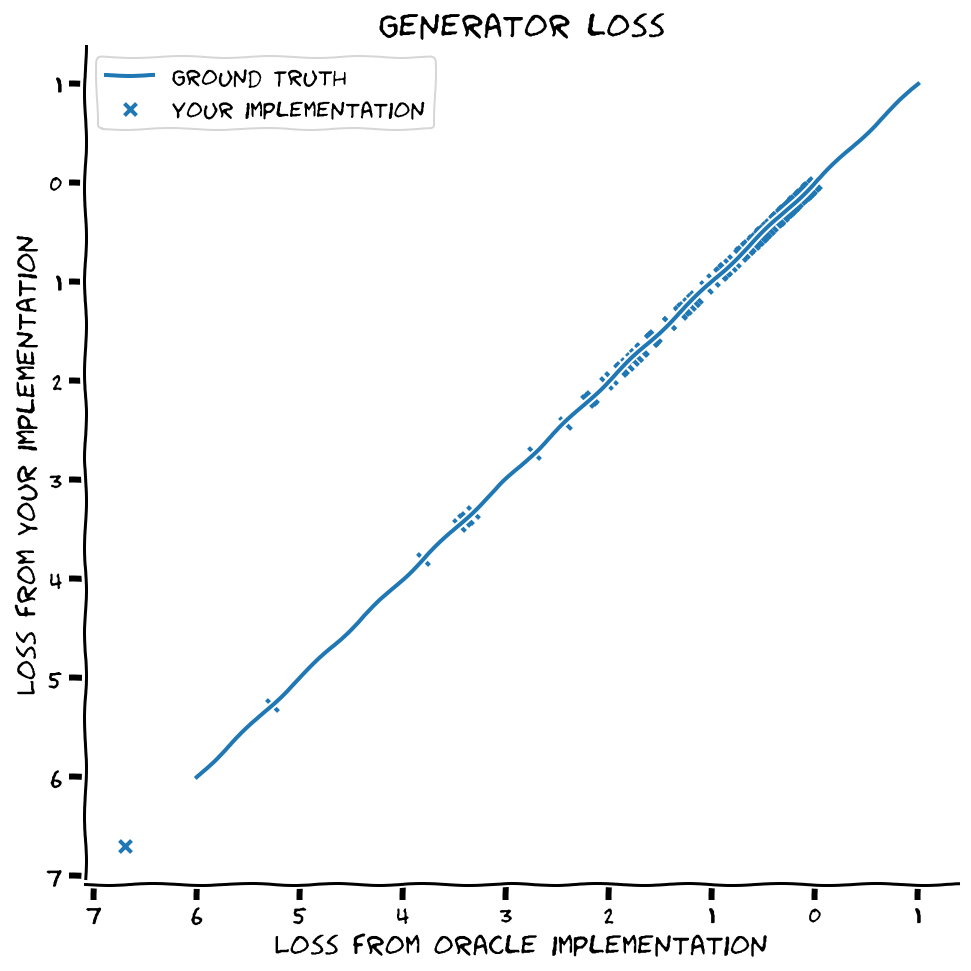 GENERATOR LOSS
GROUND TRUTH
YOUR IMPLEMENTATION
LOSS FROM YOUR IMPLEMENTATION
1
0
1
2
3
4
5
6
7
7 6 5 4 3 2 1 0 1
LOSS FROM ORACLE IMPLEMENTATION